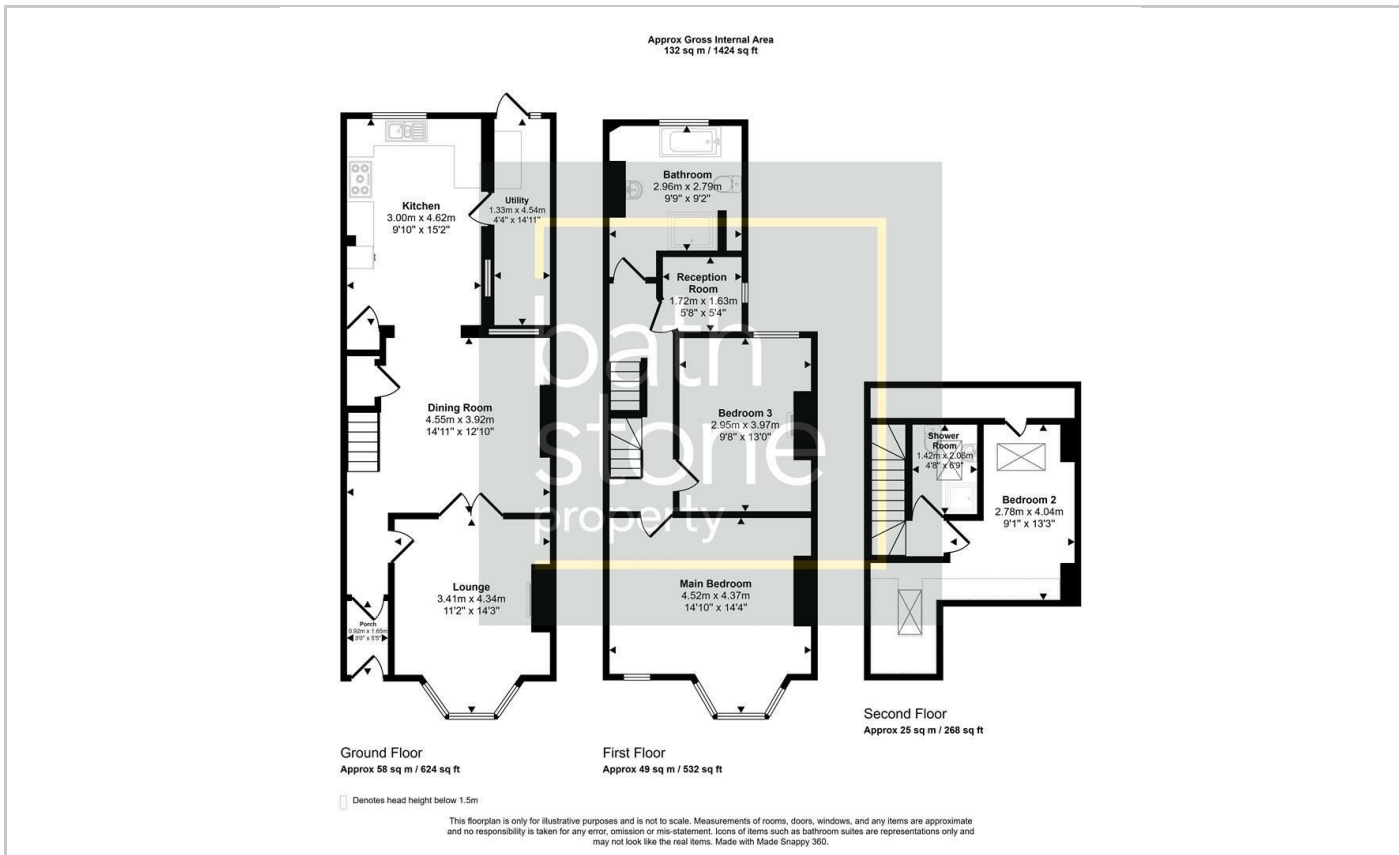 Approx Gross Internal Area
132 sq m / 1424 sq ft
Kitchen
3.00m x 4.62m
9'10" x 15'2"
Utility
1.33m x 4.54m
4'4" x 14'11"
Dining Room
4.55m x 3.92m
14'11" x 12'10"
Lounge
3.41m x 4.34m
11'2" x 14'3"
Porch
0.92m x 1.65m
3'0" x 5'5"
Ground Floor
Approx 58 sq m / 624 sq ft
Bathroom
2.96m x 2.79m
9'9" x 9'2"
Reception
Room
1.72m x 1.63m
5'8" x 5'4"
Bedroom 3
2.95m x 3.97m
9'8" x 13'0"
Main Bedroom
4.52m x 4.37m
14'10" x 14'4"
First Floor
Approx 49 sq m / 532 sq ft
Shower
Room
1.42m x 2.06m
4'8" x 6'9"
Bedroom 2
2.78m x 4.04m
9'1" x 13'3"
Second Floor
Approx 25 sq m / 268 sq ft
bath
stone
property
Denotes head height below 1.5m
This floorplan is only for illustrative purposes and is not to scale. Measurements of rooms, doors, windows, and any items are approximate
and no responsibility is taken for any error, omission or mis-statement. Icons of items such as bathroom suites are representations only and
may not look like the real items. Made with Made Snappy 360.